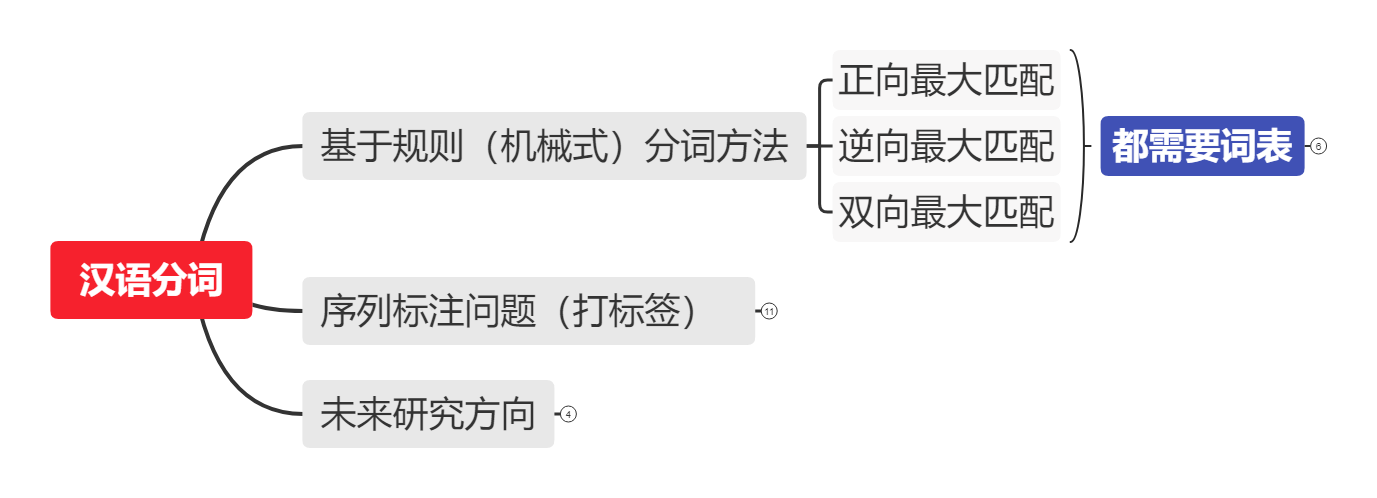 汉语分词
基于规则（机械式）分词方法
正向最大匹配
逆向最大匹配
双向最大匹配
都需要词表
6
序列标注问题（打标签）
11
未来研究方向
4